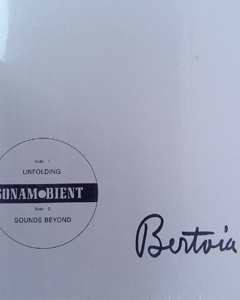 Side 1
UNFOLDING
SONAMBIENT
Side 2
SOUNDS BEYOND
Bertoia